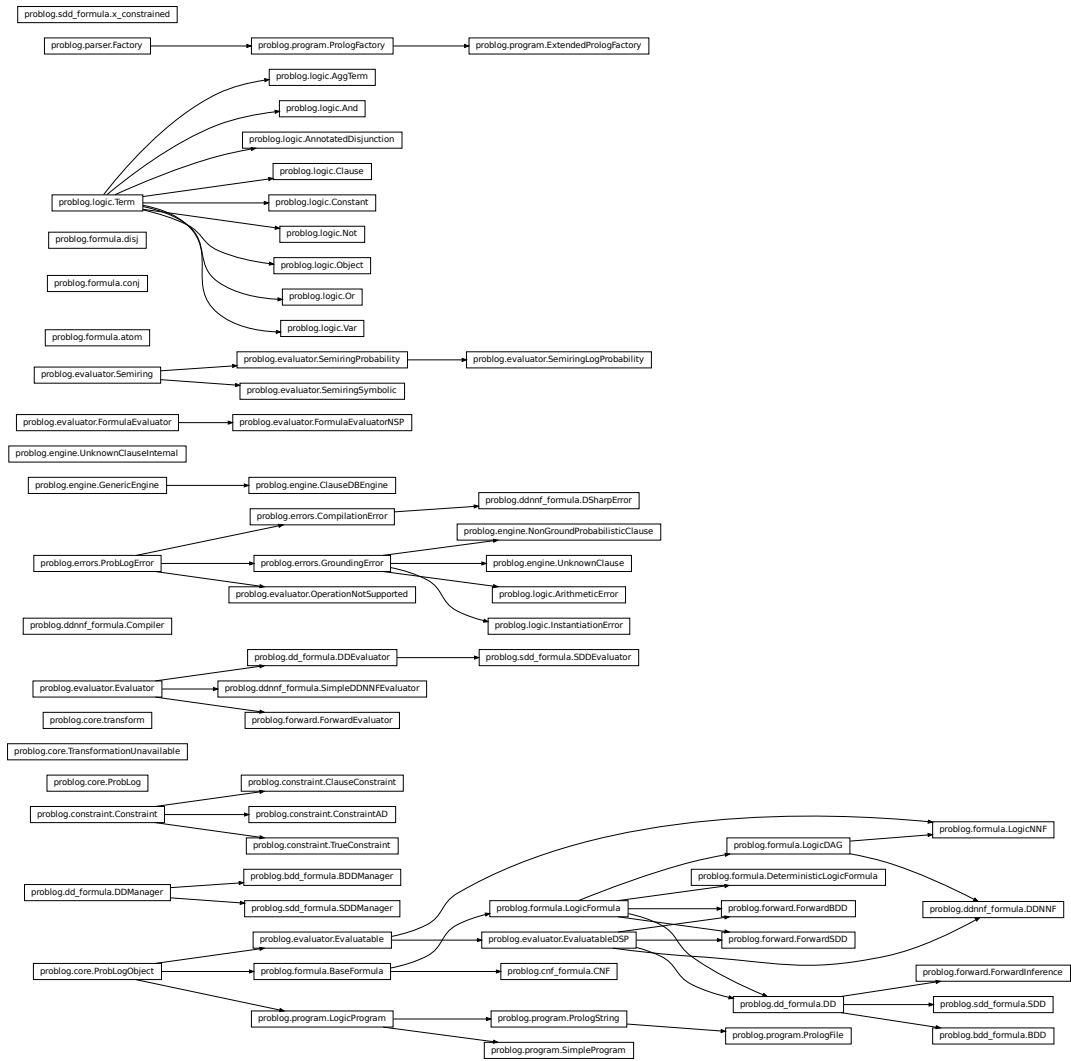 problog.sdd_formula.x_constrained
problog.parser.Factory
problog.program.PrologFactory
problog.program.ExtendedPrologFactory
problog.logic.AggTerm
problog.logic.And
problog.logic.AnnotatedDisjunction
problog.logic.Clause
problog.logic.Term
problog.logic.Constant
problog.logic.Not
problog.formula.disj
problog.logic.Object
problog.formula.conj
problog.logic.Or
problog.logic.Var
problog.formula.atom
problog.evaluator.SemiringProbability
problog.evaluator.SemiringLogProbability
problog.evaluator.Semiring
problog.evaluator.SemiringSymbolic
problog.evaluator.FormulaEvaluator
problog.evaluator.FormulaEvaluatorNSP
problog.engine.UnknownClauseInternal
problog.engine.GenericEngine
problog.engine.ClauseDBEngine
problog.ddnnf_formula.DSharpError
problog.errors.CompilationError
problog.engine.NonGroundProbabilisticClause
problog.errors.ProbLogError
problog.errors.GroundingError
problog.engine.UnknownClause
problog.evaluator.OperationNotSupported
problog.logic.ArithmeticError
problog.ddnnf_formula.Compiler
problog.logic.InstantiationError
problog.dd_formula.DDEvaluator
problog.sdd_formula.SDDEvaluator
problog.evaluator.Evaluator
problog.ddnnf_formula.SimpleDDNNFEvaluator
problog.core.transform
problog.forward.ForwardEvaluator
problog.core.TransformationUnavailable
problog.core.ProbLog
problog.constraint.ClauseConstraint
problog.constraint.Constraint
problog.constraint.ConstraintAD
problog.formula.LogicNNF
problog.constraint.TrueConstraint
problog.formula.LogicDAG
problog.bdd_formula.BDDManager
problog.formula.DeterministicLogicFormula
problog.dd_formula.DDManager
problog.sdd_formula.SDDManager
problog.formula.LogicFormula
problog.forward.ForwardBDD
problog.ddnnf_formula.DDNNF
problog.evaluator.Evaluatable
problog.evaluator.EvaluatableDSP
problog.forward.ForwardSDD
problog.core.ProbLogObject
problog.formula.BaseFormula
problog.cnf_formula.CNF
problog.forward.ForwardInference
problog.dd_formula.DD
problog.sdd_formula.SDD
problog.program.LogicProgram
problog.program.PrologString
problog.program.PrologFile
problog.bdd_formula.BDD
problog.program.SimpleProgram